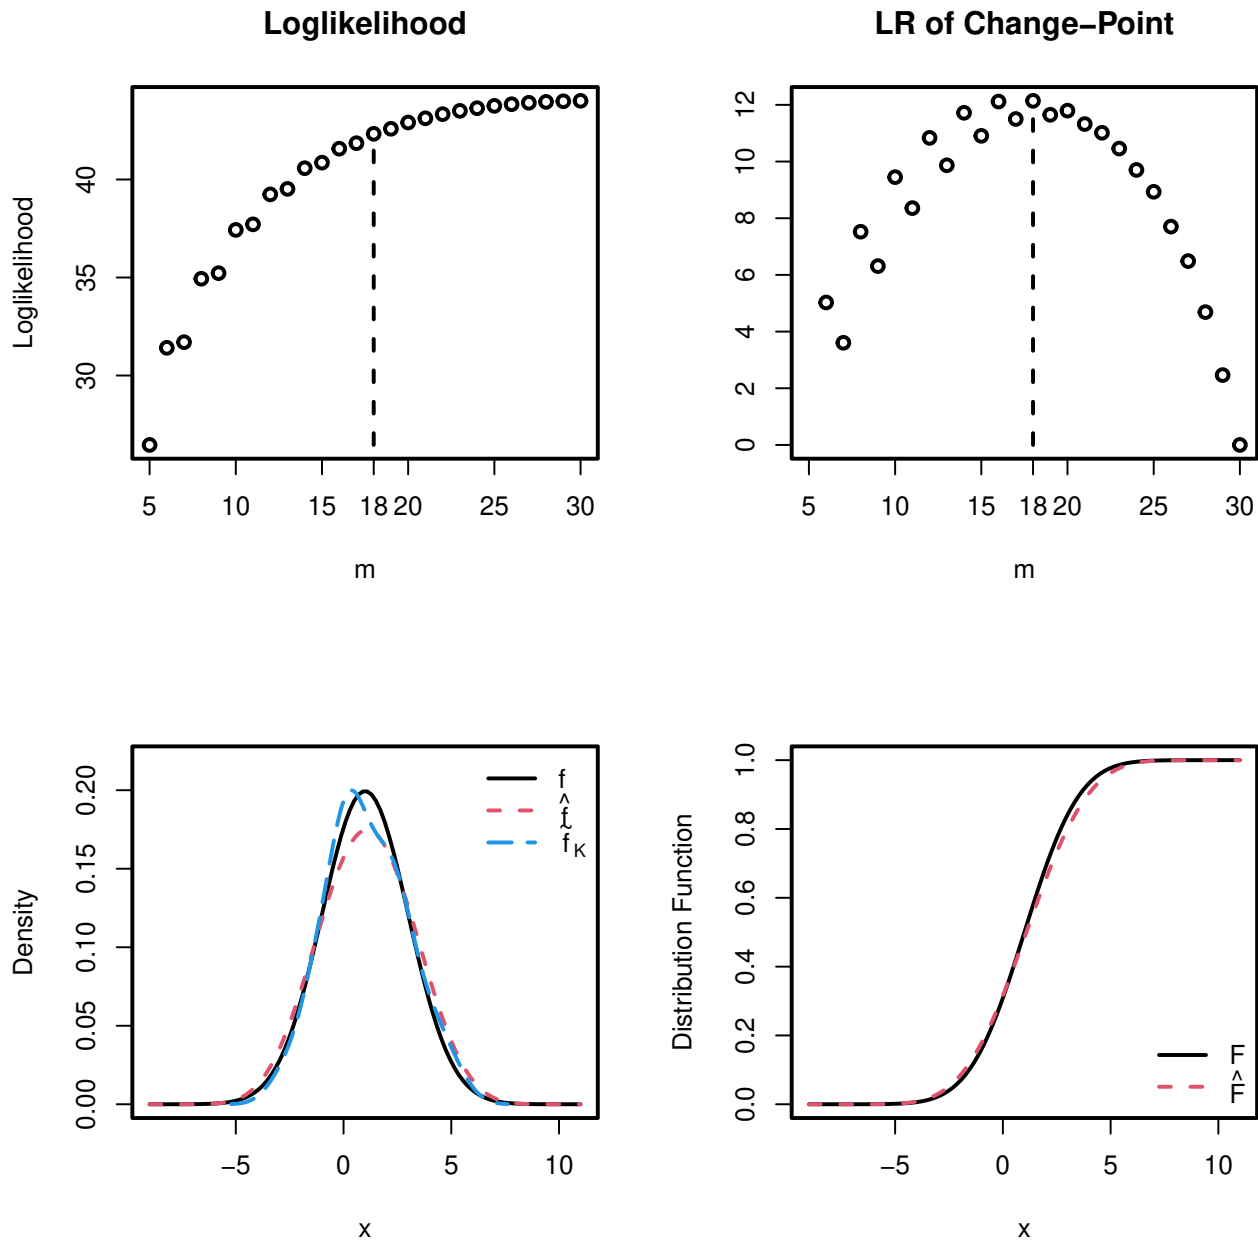 Loglikelihood
LR of Change−Point
Loglikelihood
40
35
30
5 10 15 18 20 25 30
m
12
10
8
6
4
2
0
5 10 15 18 20 25 30
m
Density
0.20
0.15
0.10
0.05
0.00
f
f̂
f̃K
−5 0 5 10
x
Distribution Function
1.0
0.8
0.6
0.4
0.2
0.0
F
F̂
−5 0 5 10
x